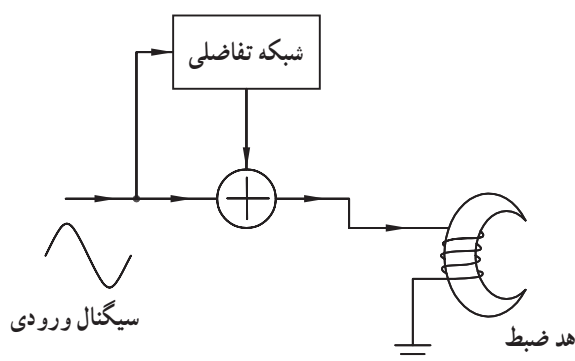 شبکه تفاضلی
سیگنال ورودی
هد ضبط